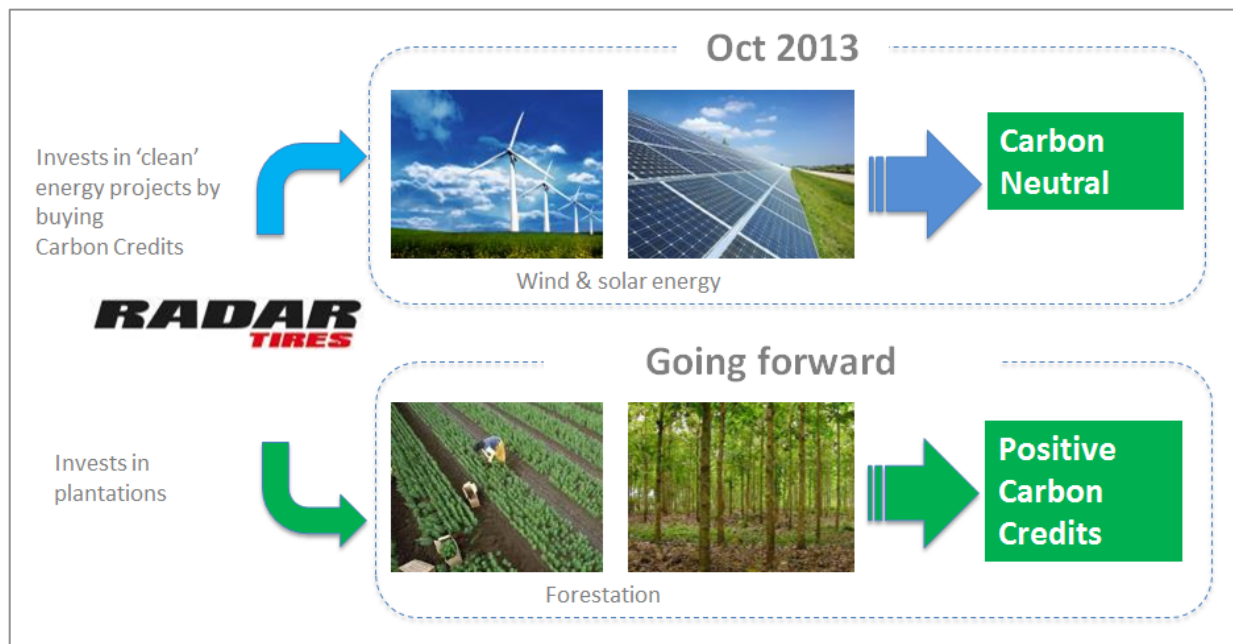 Oct 2013
Invests in ‘clean’
energy projects by
buying
Carbon Credits
Carbon
Neutral
Wind & solar energy
RADAR
TIRES
Going forward
Invests in
plantations
Positive
Carbon
Credits
Forestation